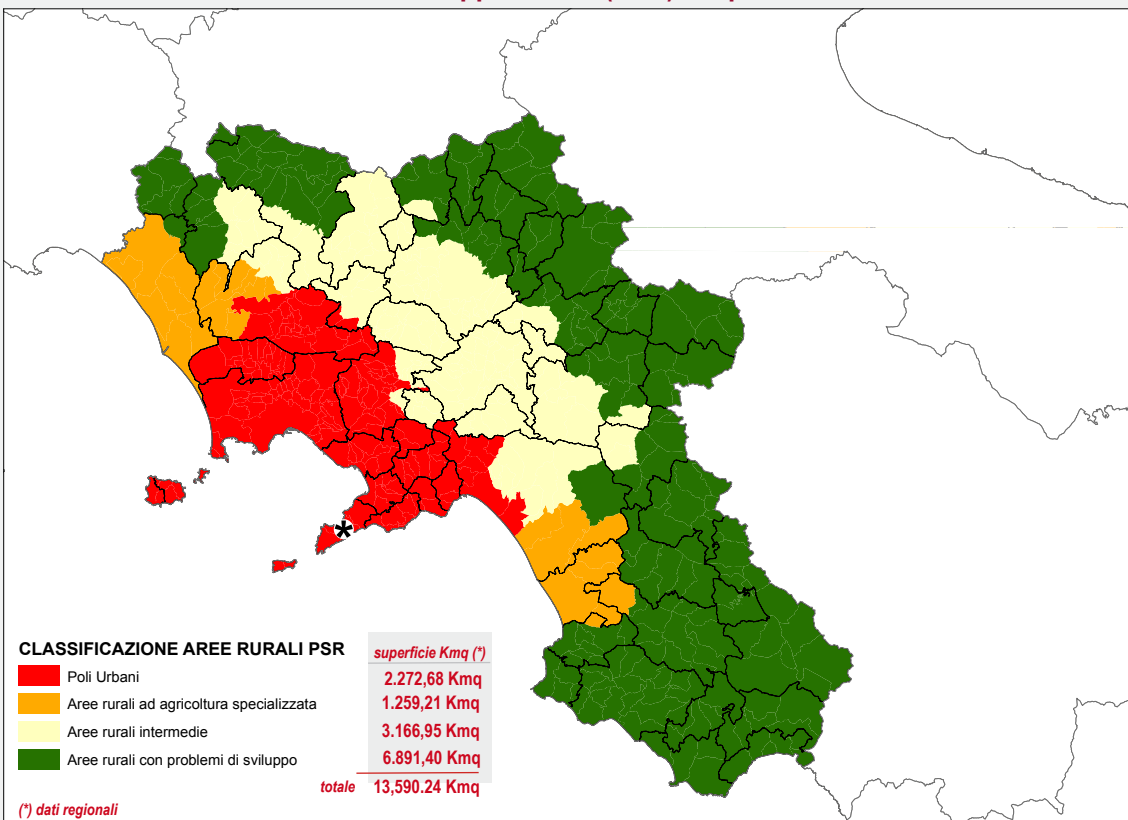 CLASSIFICAZIONE AREE RURALI PSR
superficie Kmq (*)
Poli Urbani
2.272,68 Kmq
Aree rurali ad agricoltura specializzata
1.259,21 Kmq
Aree rurali intermedie
3.166,95 Kmq
Aree rurali con problemi di sviluppo
6.891,40 Kmq
totale 13,590.24 Kmq
(*) dati regionali
*